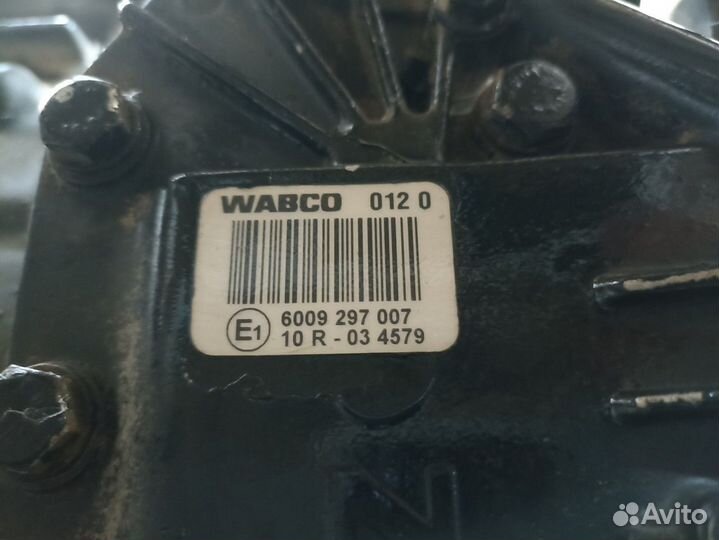 WABCO 012 0
E1 6009 297 007
10 R - 03 4579
N
Avito